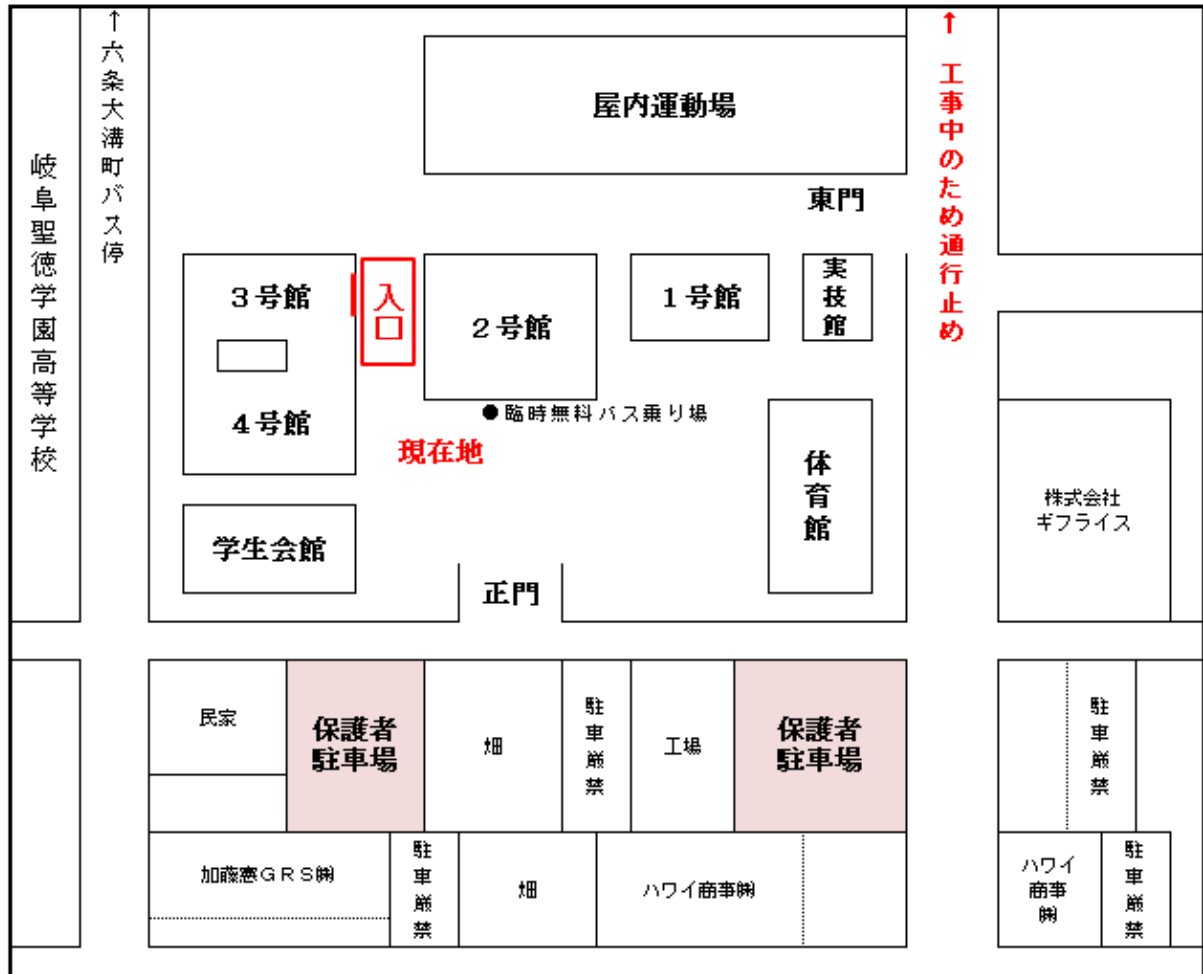 ↑六条大溝町バス停
↑工事中のため通行止め
屋内運動場
東門
岐阜聖徳学園高等学校
3号館
入口
2号館
1号館
実技館
4号館
●臨時無料バス乗り場
現在地
体育館
株式会社
ギフライス
学生会館
正門
民家
保護者
駐車場
畑
駐車厳禁
工場
保護者
駐車場
駐車厳禁
加藤憲GRS㈱
駐車厳禁
畑
ハワイ商事㈱
ハワイ
商事
㈱
駐車厳禁